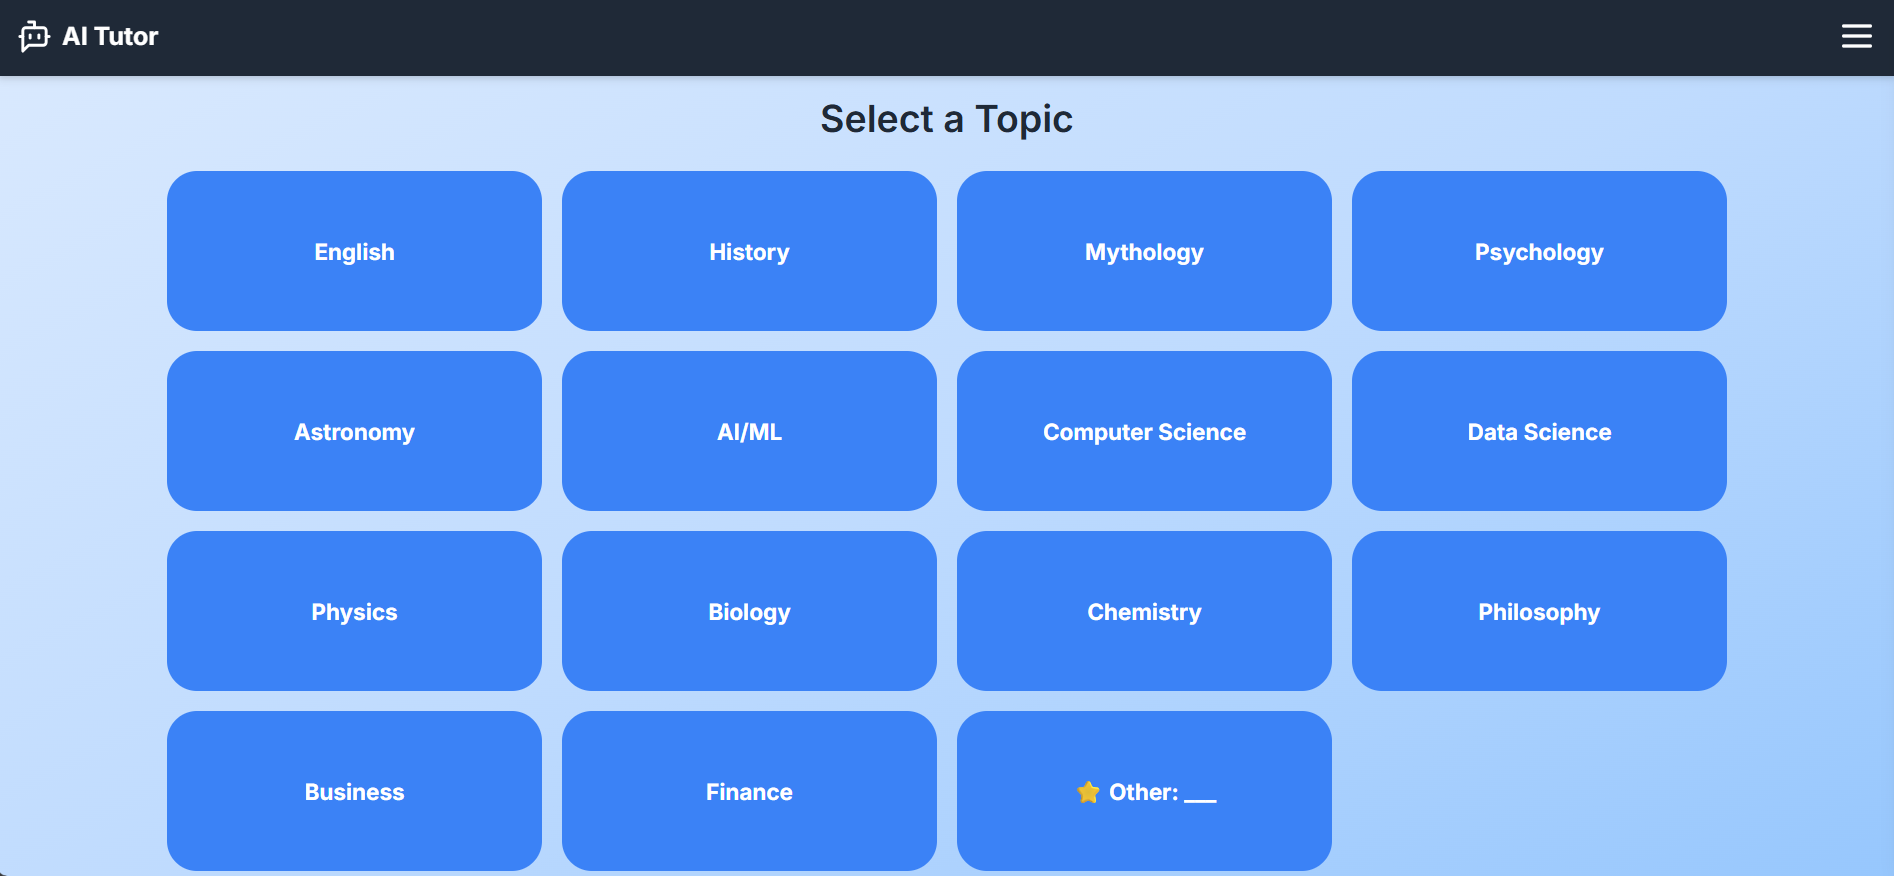 AI Tutor
Select a Topic
English
History
Mythology
Psychology
Astronomy
AI/ML
Computer Science
Data Science
Physics
Biology
Chemistry
Philosophy
Business
Finance
⭐ Other: ___